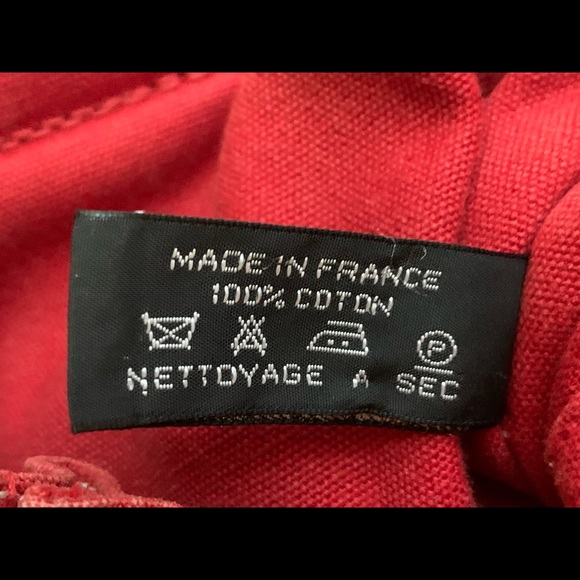 MADE IN FRANCE
100% COTON
P
NETTOYAGE A SEC